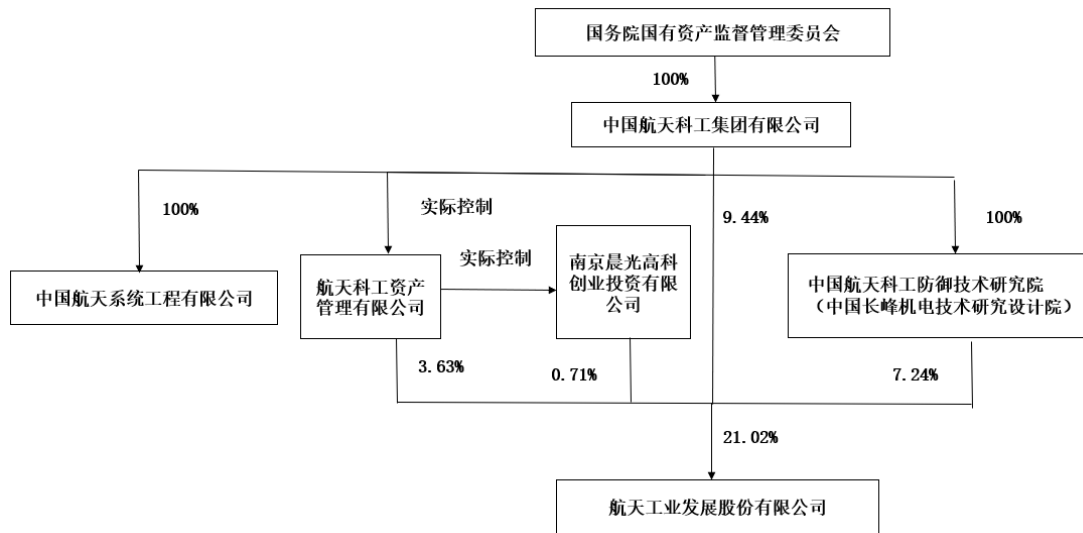 国务院国有资产监督管理委员会
100%
中国航天科工集团有限公司
100%
实际控制
9.44%
100%
中国航天系统工程有限公司
航天科工资产
管理有限公司
实际控制
南京晨光高科
创业投资有限
公司
中国航天科工防御技术研究院
（中国长峰机电技术研究设计院）
3.63%
0.71%
7.24%
21.02%
航天工业发展股份有限公司